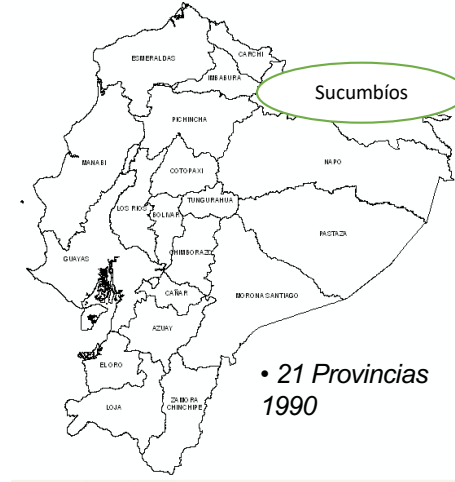 CARCHI
ESMERALDAS
IMBABURA
Sucumbíos
PICHINCHA
MANABI
COTOPAXI
NAPO
LOS RIOS
TUNGURAHUA
BOLIVAR
PASTAZA
CHIMBORAZO
GUAYAS
CAÑAR
MORONA SANTIAGO
AZUAY
EL ORO
• 21 Provincias
1990
ZAMORA
CHINCHIPE
LOJA